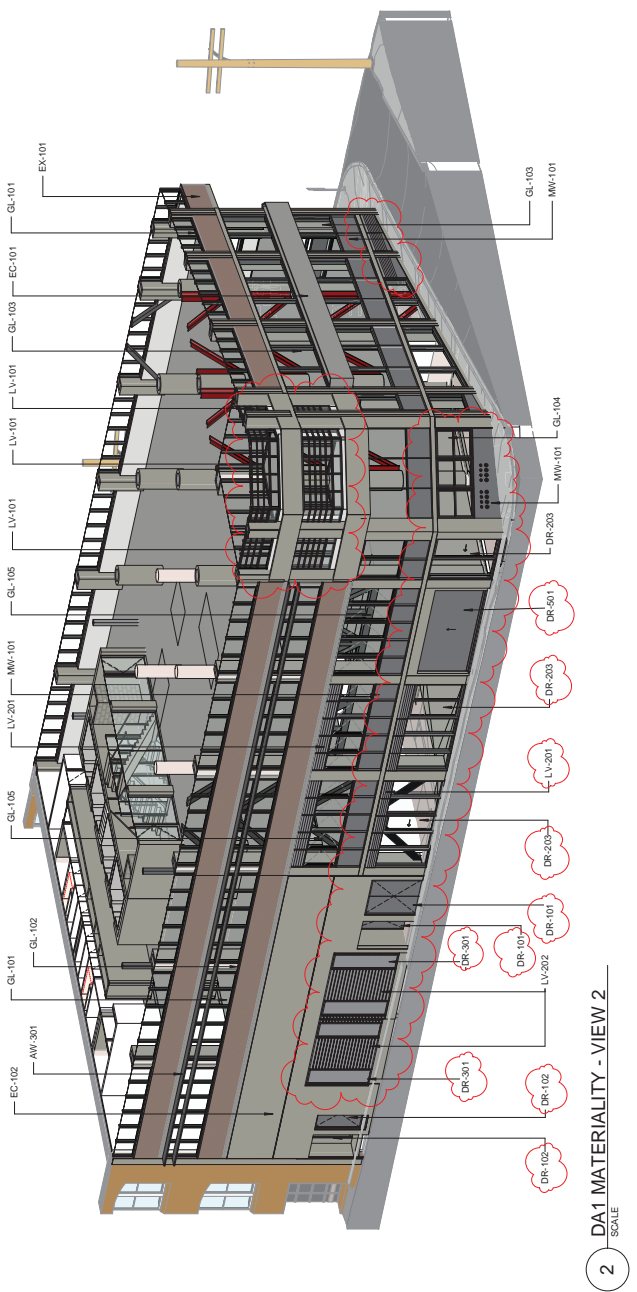 EC-102
AW-301
GL-101
GL-102
GL-105
LV-201
MW-101
GL-105
LV-101
LV-101
LV-101
GL-103
EC-101
GL-101
EX-101
GL-103
MW-101
GL-104
MW-101
DR-203
DR-501
DR-203
LV-201
DR-203
DR-101
DR-101
DR-301
LV-202
DR-301
DR-102
DR-102
2
DA1 MATERIALITY - VIEW 2
SCALE